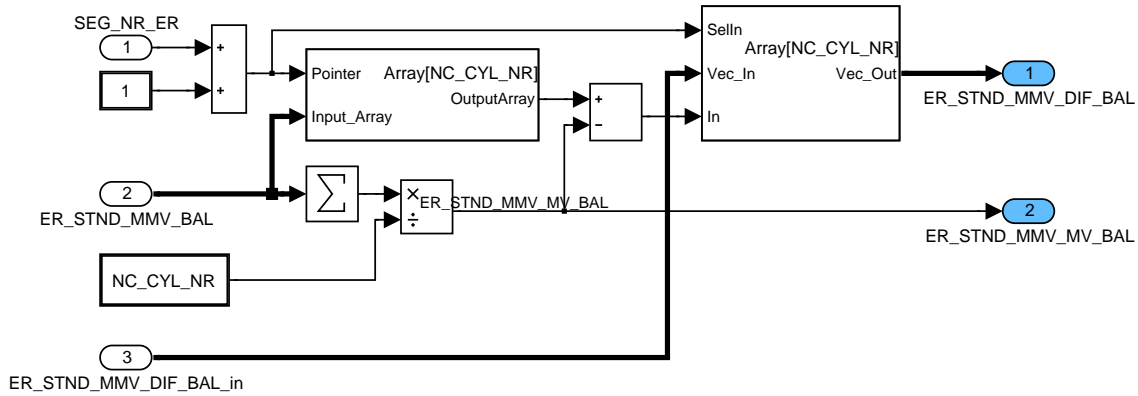 SEG_NR_ER
1
+
+
1
Pointer
Array[NC_CYL_NR]
OutputArray
Input_Array
SelIn
Array[NC_CYL_NR]
Vec_In
Vec_Out
In
+
−
1
ER_STND_MMV_DIF_BAL
2
ER_STND_MMV_BAL
∑
×
÷
ER_STND_MMV_MV_BAL
2
ER_STND_MMV_MV_BAL
NC_CYL_NR
3
ER_STND_MMV_DIF_BAL_in